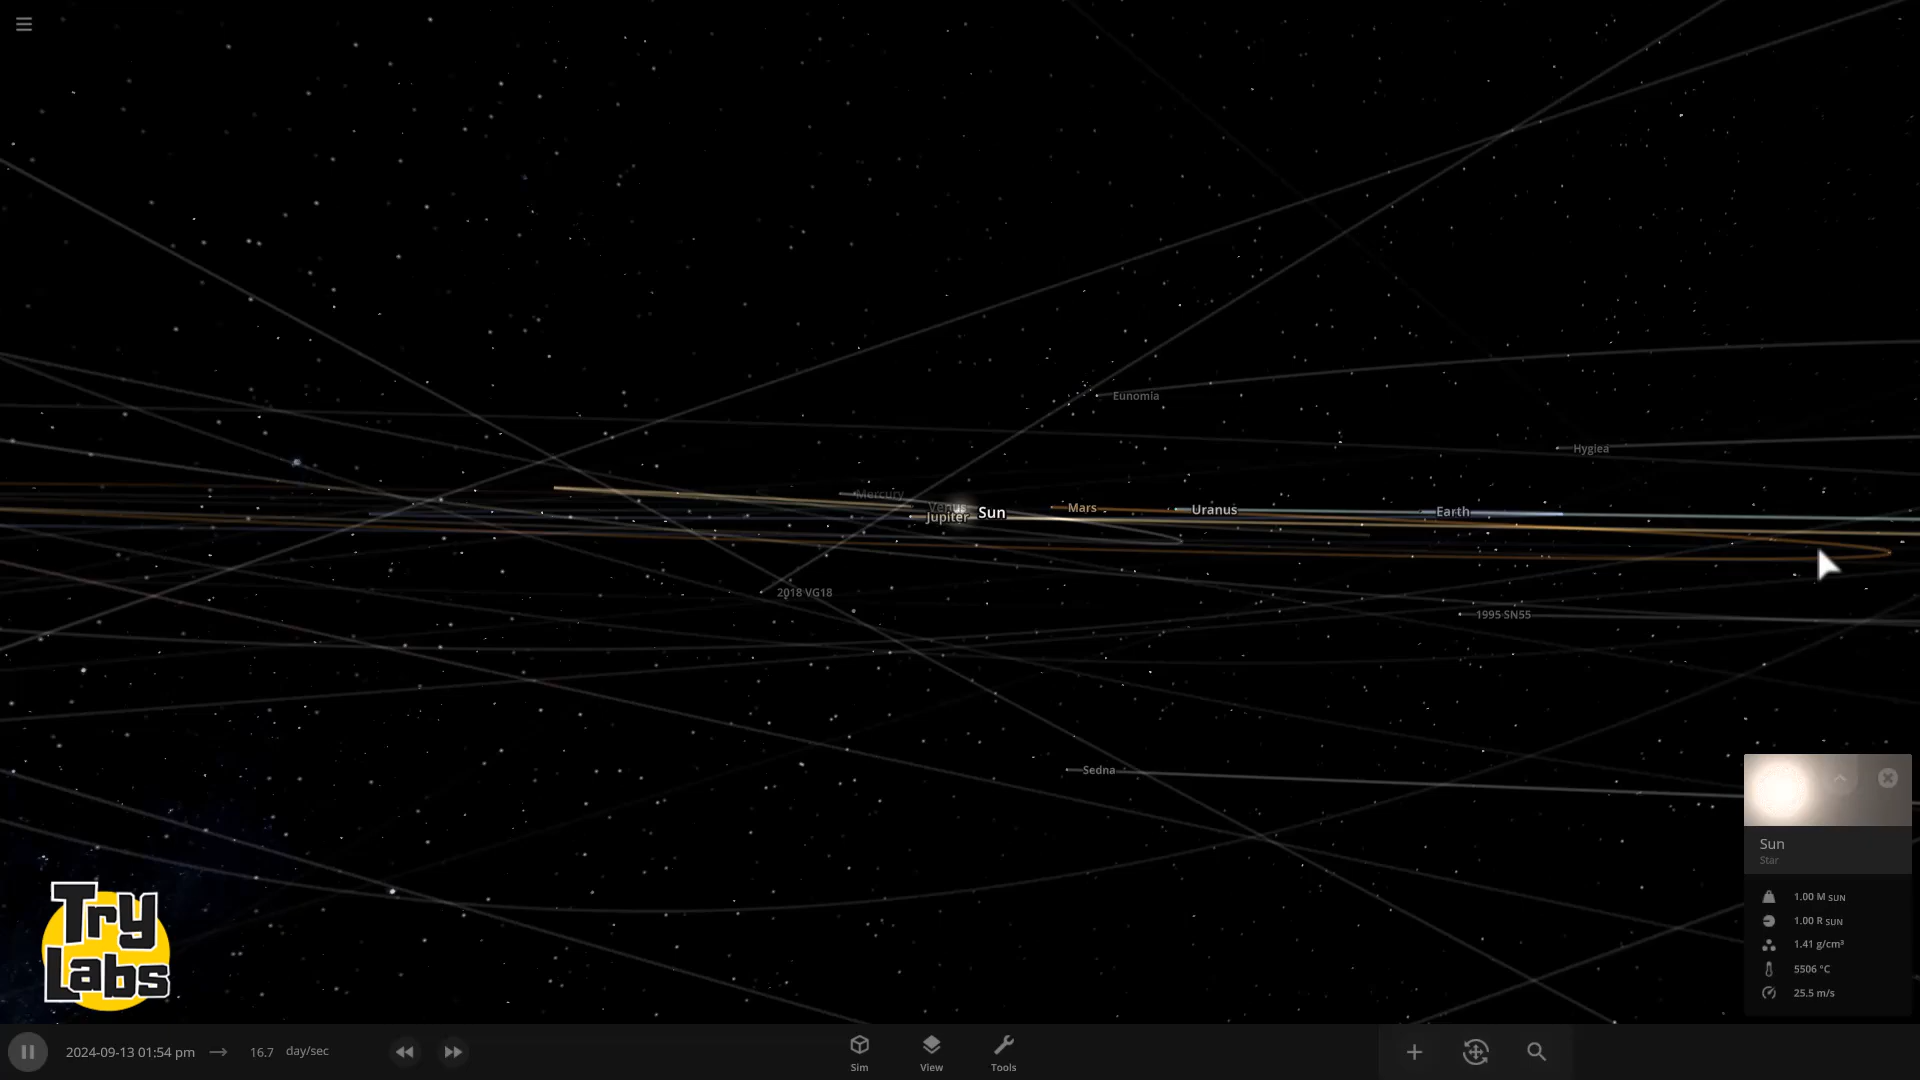 Eunomia
Hygiea
Mercury
Venus
Jupiter
Sun
Mars
Uranus
Earth
2018 VG18
1995 SN55
Sedna
Sun
Star
1.00 M SUN
1.00 R SUN
1.41 g/cm³
5506 °C
25.5 m/s
Try
Labs
2024-09-13 01:54 pm → 16.7 day/sec
Sim
View
Tools